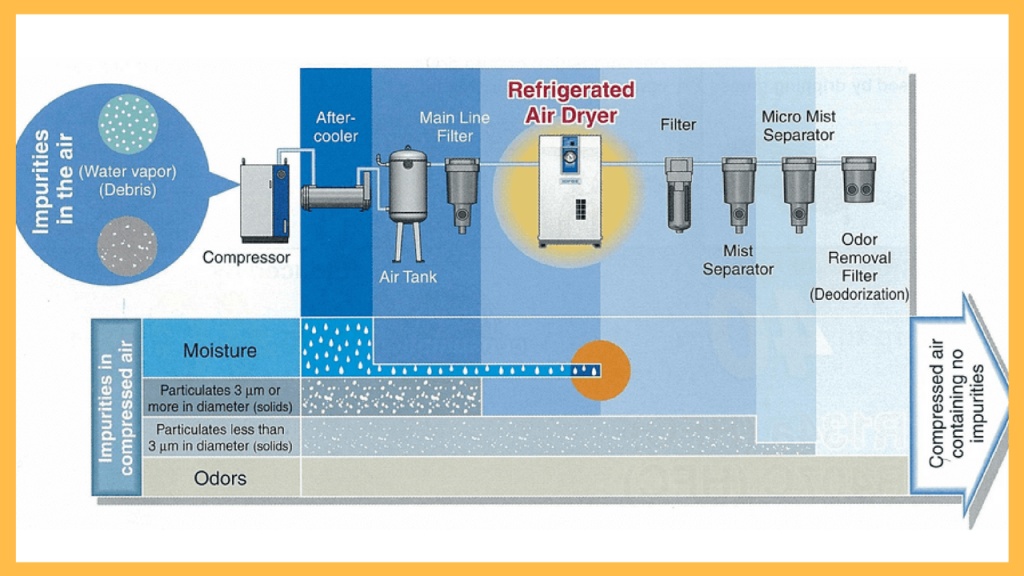 Impurities
in the air
(Water vapor)
(Debris)
Compressor
After-
cooler
Air Tank
Main Line
Filter
Refrigerated
Air Dryer
Filter
Mist
Separator
Micro Mist
Separator
Odor
Removal
Filter
(Deodorization)
Impurities in
compressed air
Moisture
Particulates 3 μm or
more in diameter (solids)
Particulates less than
3 μm in diameter (solids)
Odors
Compressed air
containing no
impurities